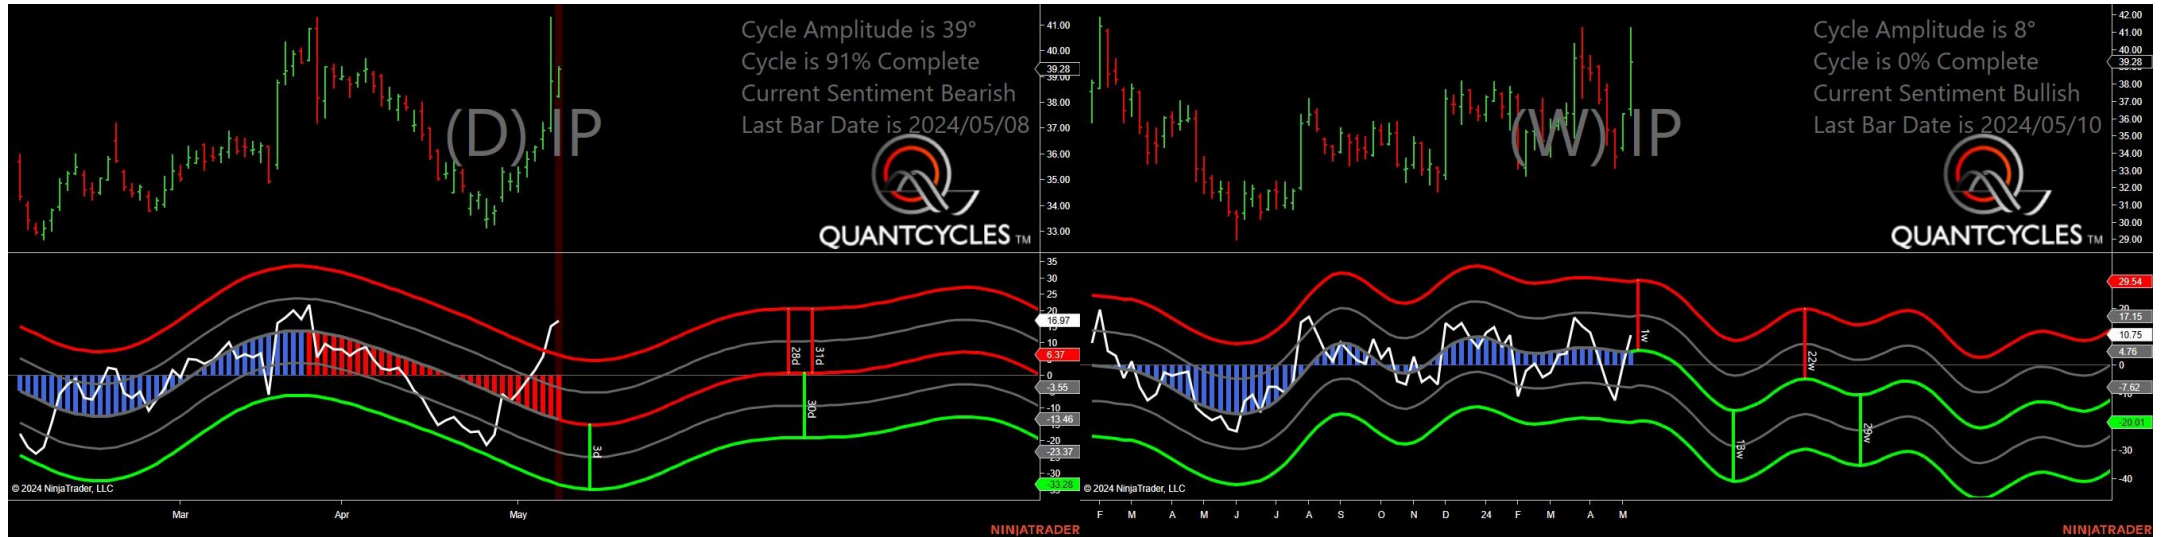 Cycle Amplitude is 39°
Cycle is 91% Complete
Current Sentiment Bearish
Last Bar Date is 2024/05/08
(D) IP
QUANTCYCLES TM
41.00
40.00
39.28
39.00
38.00
37.00
36.00
35.00
34.00
33.00
35
30
25
20
16.97
10
6.37
0
-3.55
-10
-13.46
-20
-23.37
-30
-33.28
28d
31d
30d
3d
© 2024 NinjaTrader, LLC
Mar
Apr
May
NINJATRADER
Cycle Amplitude is 8°
Cycle is 0% Complete
Current Sentiment Bullish
Last Bar Date is 2024/05/10
(W) IP
QUANTCYCLES TM
42.00
41.00
40.00
39.28
38.00
37.00
36.00
35.00
34.00
33.00
32.00
31.00
30.00
29.00
29.54
17.15
10.75
4.76
0
-7.62
-20.01
-30
-40
1w
22w
13w
29w
© 2024 NinjaTrader, LLC
F M A M J J A S O N D 24 F M A M
NINJATRADER